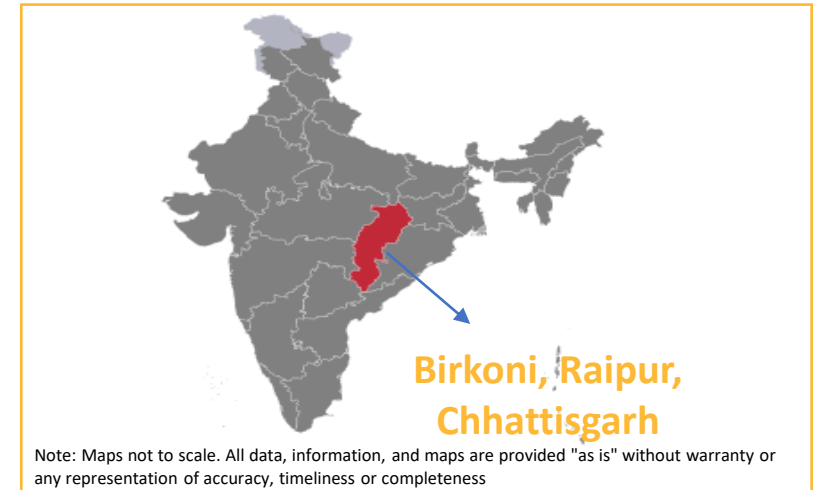 Birkoni, Raipur,
Chhattisgarh
Note: Maps not to scale. All data, information, and maps are provided "as is" without warranty or
any representation of accuracy, timeliness or completeness